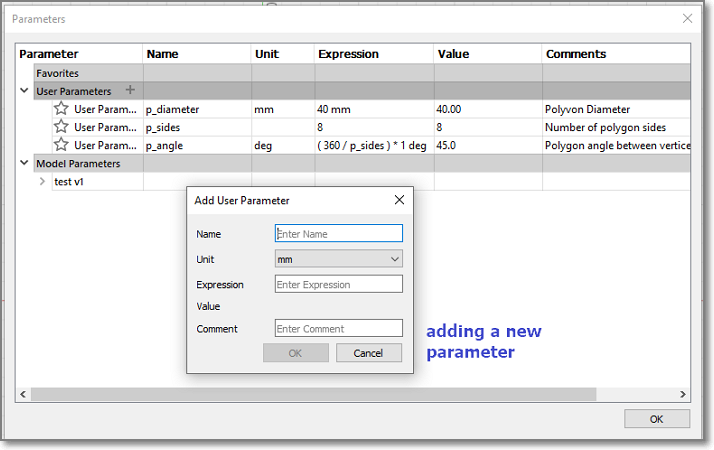 Parameters
Parameter Name Unit Expression Value Comments
Favorites
User Parameters +
User Param... p_diameter mm 40 mm 40.00 Polyvon Diameter
User Param... p_sides 8 8 Number of polygon sides
User Param... p_angle deg ( 360 / p_sides ) * 1 deg 45.0 Polygon angle between vertice
Model Parameters
test v1
Add User Parameter
Name Enter Name
Unit mm
Expression Enter Expression
Value
Comment Enter Comment
OK Cancel
adding a new
parameter
OK